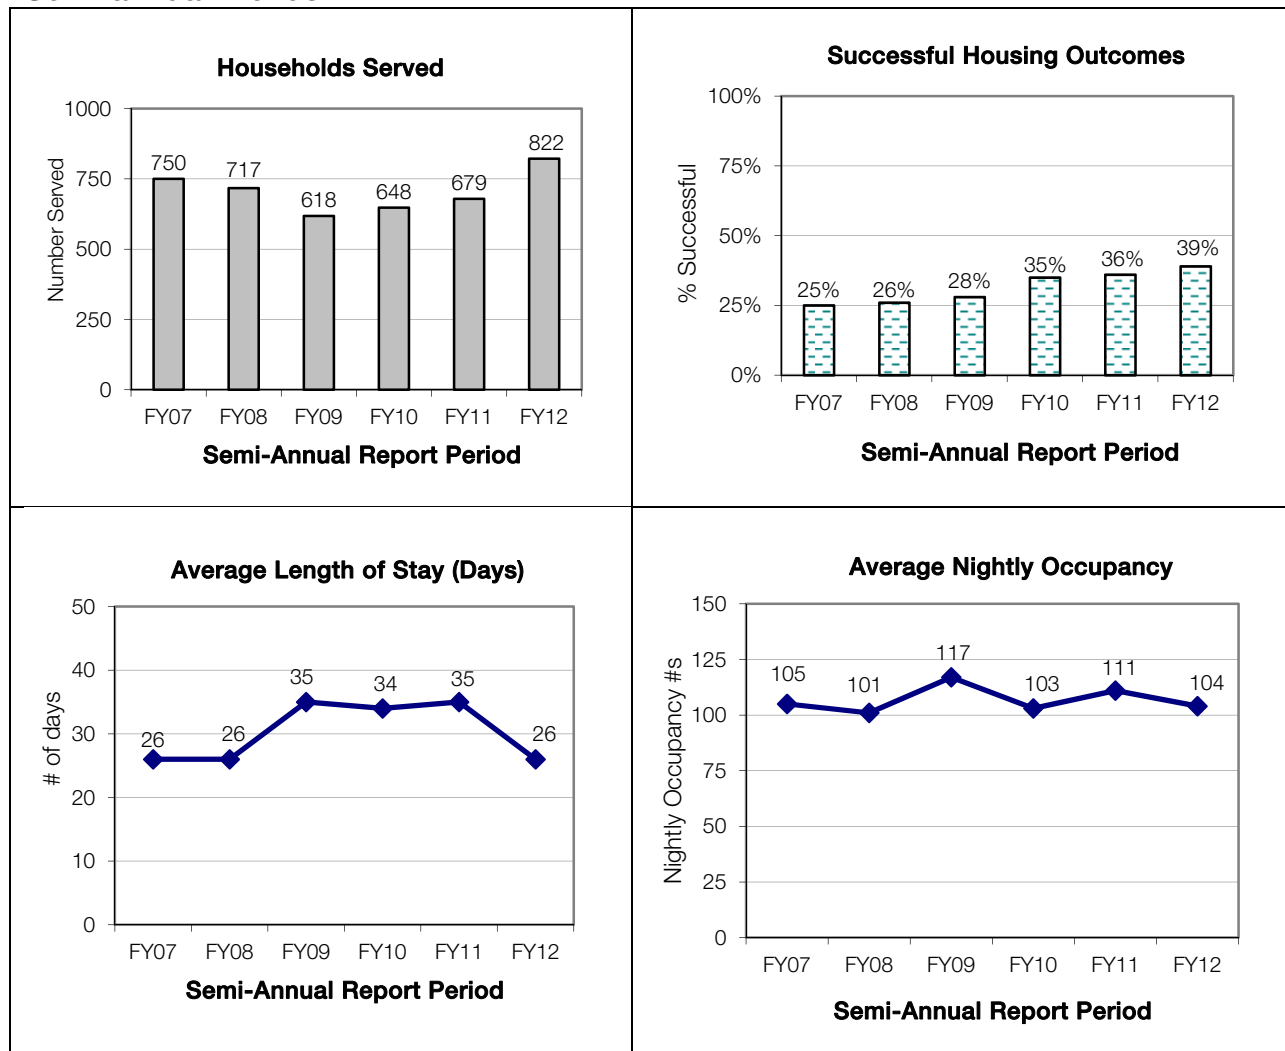 Households Served
1000
750
500
250
0
Number Served
750
717
618
648
679
822
FY07 FY08 FY09 FY10 FY11 FY12
Semi-Annual Report Period
Successful Housing Outcomes
100%
75%
50%
25%
0%
% Successful
25%
26%
28%
35%
36%
39%
FY07 FY08 FY09 FY10 FY11 FY12
Semi-Annual Report Period
Average Length of Stay (Days)
50
40
30
20
10
0
# of days
26
26
35
34
35
26
FY07 FY08 FY09 FY10 FY11 FY12
Semi-Annual Report Period
Average Nightly Occupancy
150
125
100
75
50
25
0
Nightly Occupancy #s
105
101
117
103
111
104
FY07 FY08 FY09 FY10 FY11 FY12
Semi-Annual Report Period